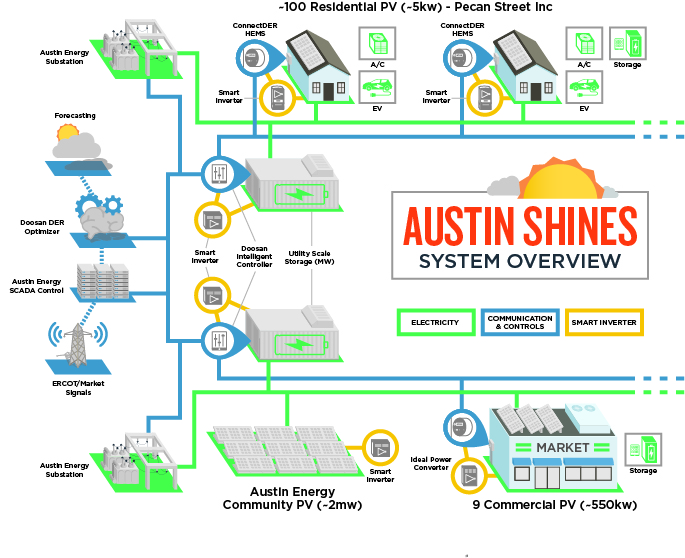 ~100 Residential PV (~5kw) - Pecan Street Inc
Austin Energy
Substation
ConnectDER
HEMS
Smart
Inverter
A/C
EV
ConnectDER
HEMS
Smart
Inverter
A/C
Storage
EV
Forecasting
Doosan DER
Optimizer
Austin Energy
SCADA Control
ERCOT/Market
Signals
Smart
Inverter
Doosan
Intelligent
Controller
Utility Scale
Storage (MW)
AUSTIN SHINES
SYSTEM OVERVIEW
ELECTRICITY
COMMUNICATION
& CONTROLS
SMART INVERTER
Austin Energy
Substation
Smart
Inverter
Austin Energy
Community PV (~2mw)
Ideal Power
Converter
MARKET
Storage
9 Commercial PV (~550kw)